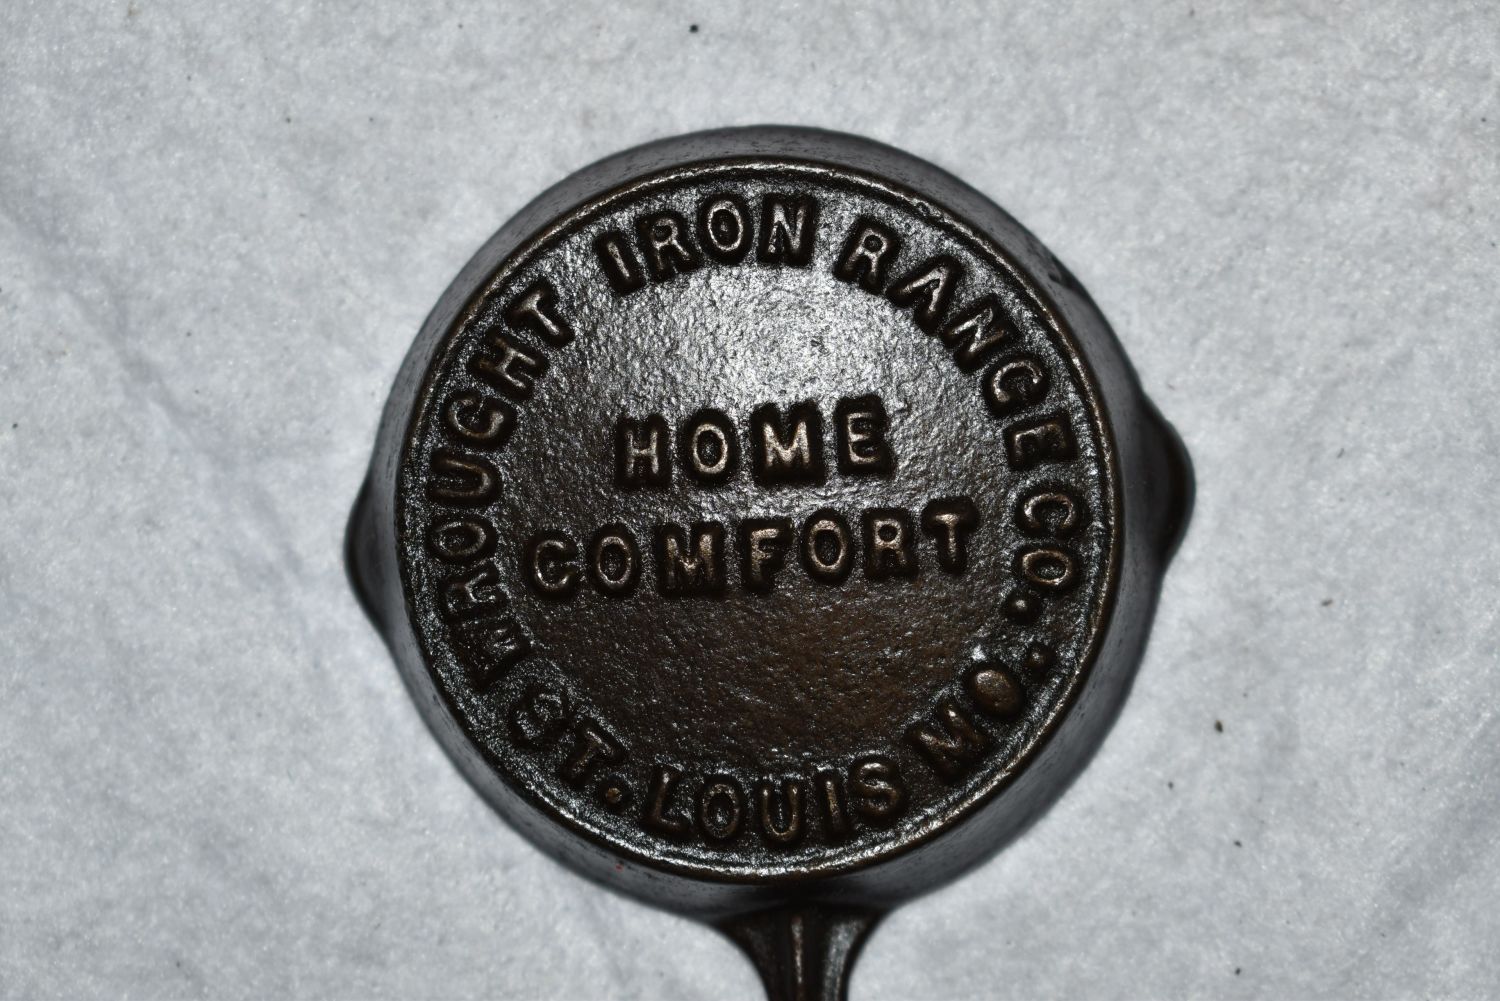 WROUGHT IRON RANGE CO.
HOME
COMFORT
ST. LOUIS MO.